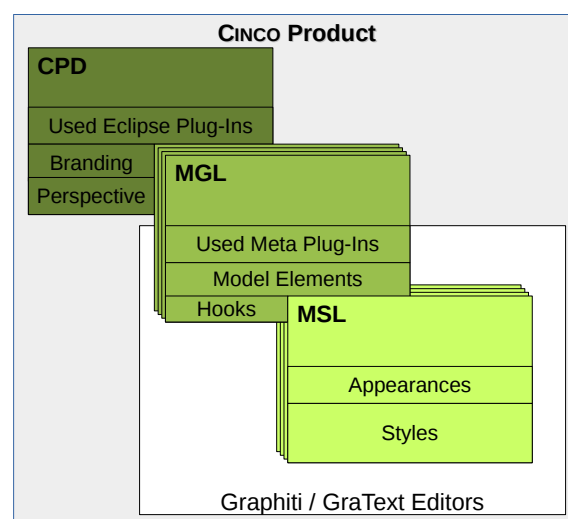 CINCO Product
CPD
Used Eclipse Plug-Ins
Branding
Perspective
MGL
Used Meta Plug-Ins
Model Elements
Hooks
MSL
Appearances
Styles
Graphiti / GraText Editors